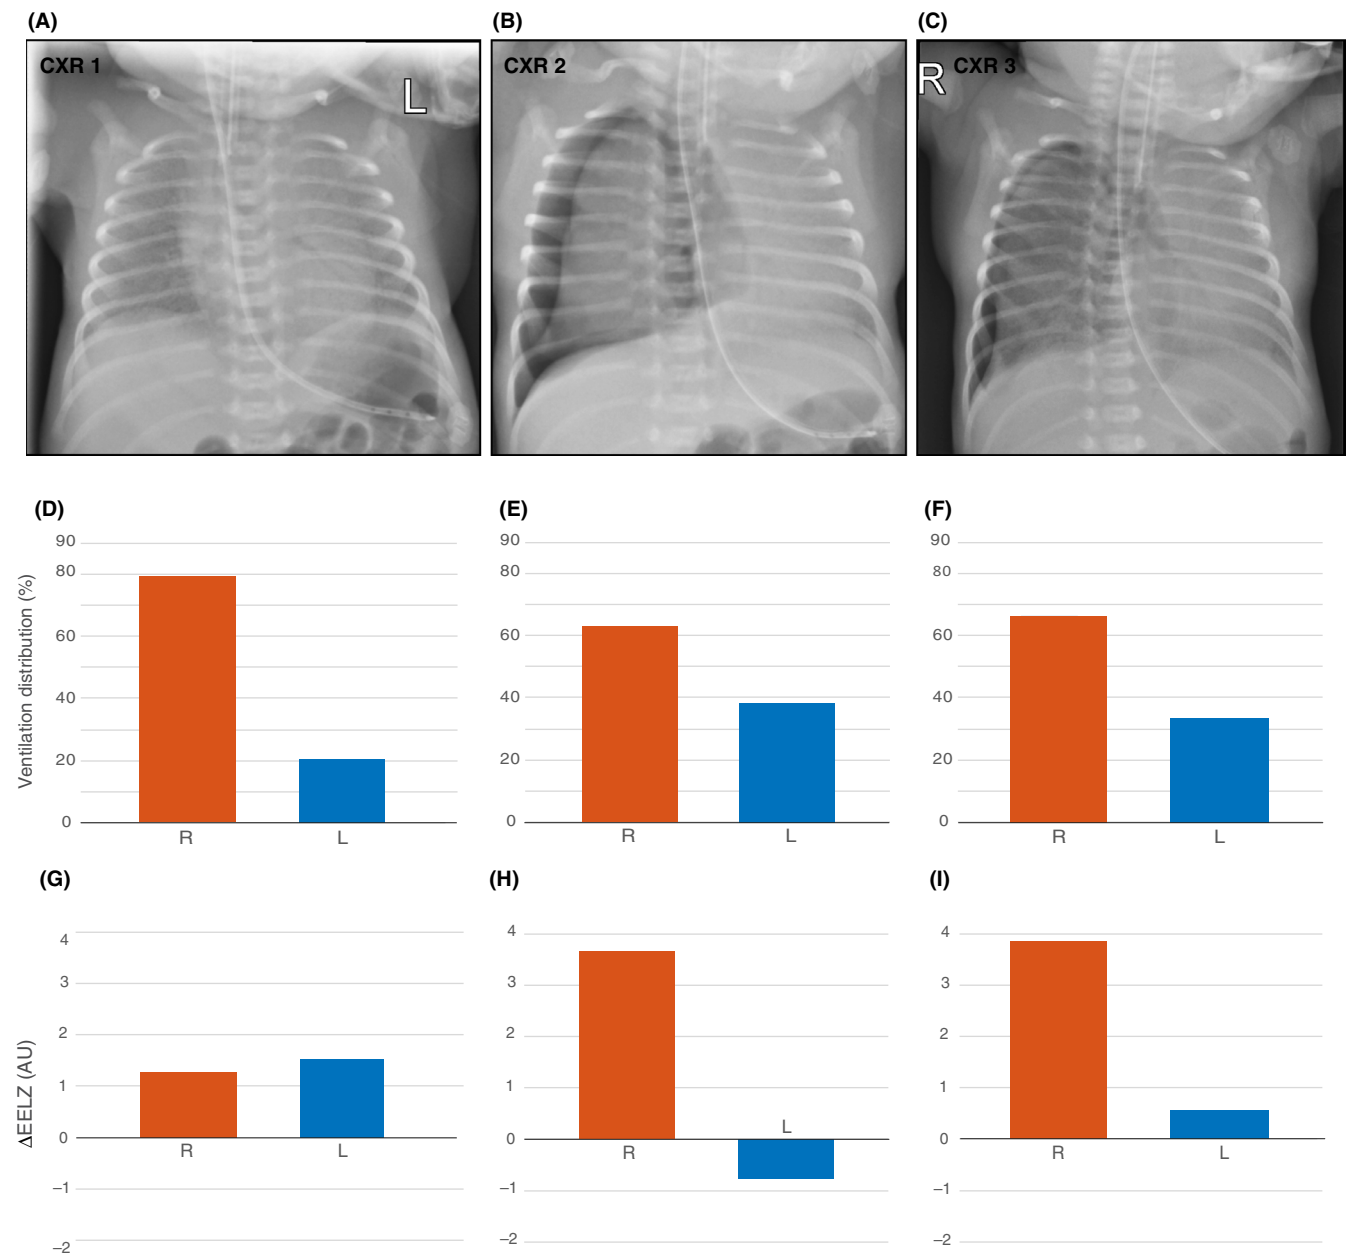 (A)
(B)
(C)
CXR 1
L
CXR 2
R
CXR 3
(D)
(E)
(F)
Ventilation distribution (%)
90
80
60
40
20
0
R
L
90
80
60
40
20
0
R
L
90
80
60
40
20
0
R
L
(G)
(H)
(I)
ΔEELZ (AU)
4
3
2
1
0
–1
–2
R
L
4
3
2
1
0
–1
–2
R
L
4
3
2
1
0
–1
–2
R
L